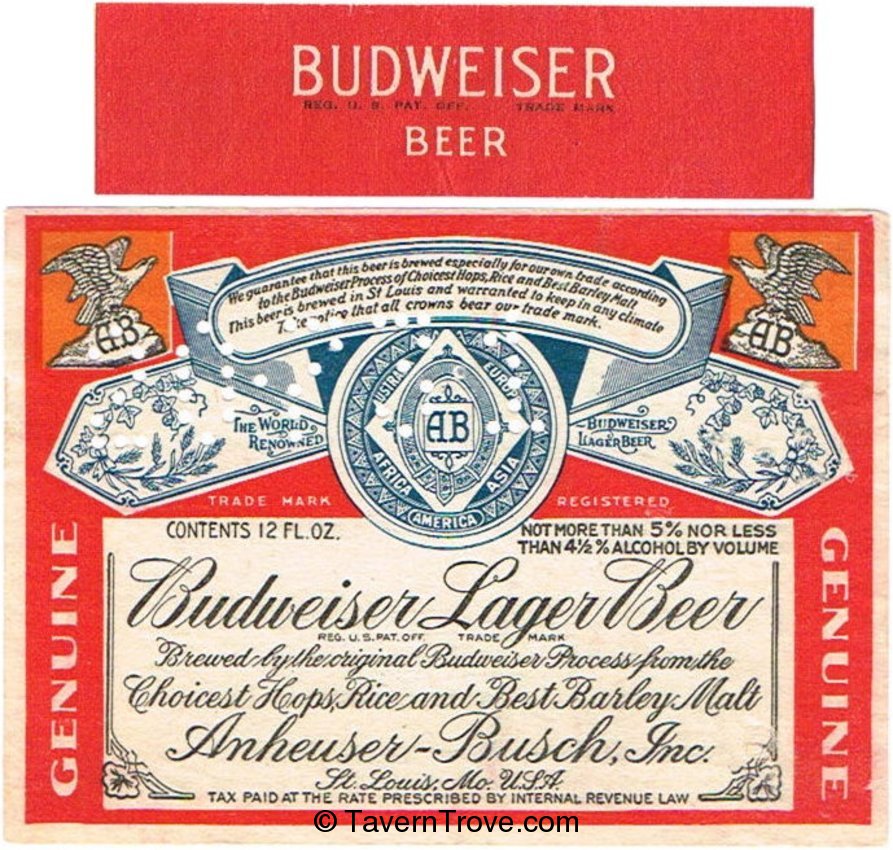 BUDWEISER
REG. U. S. PAT. OFF. TRADE MARK
BEER
We guarantee that this beer is brewed especially for our own trade according
to the Budweiser Process of Choicest Hops, Rice and Best Barley Malt
This beer is brewed in St Louis and warranted to keep in any climate
Take notice that all crowns bear our trade mark.
AB
AB
AUSTRALIA
EUROPE
AB
THE WORLD
RENOWNED
BUDWEISER
LAGER BEER
AFRICA
ASIA
AMERICA
TRADE MARK
REGISTERED
CONTENTS 12 FL. OZ.
NOT MORE THAN 5% NOR LESS
THAN 4½% ALCOHOL BY VOLUME
GENUINE
GENUINE
Budweiser Lager Beer
REG. U. S. PAT. OFF. TRADE MARK
Brewed by the original Budweiser Process from the
Choicest Hops, Rice and Best Barley Malt
Anheuser-Busch, Inc.
St. Louis, Mo. U.S.A.
TAX PAID AT THE RATE PRESCRIBED BY INTERNAL REVENUE LAW
© TavernTrove.com